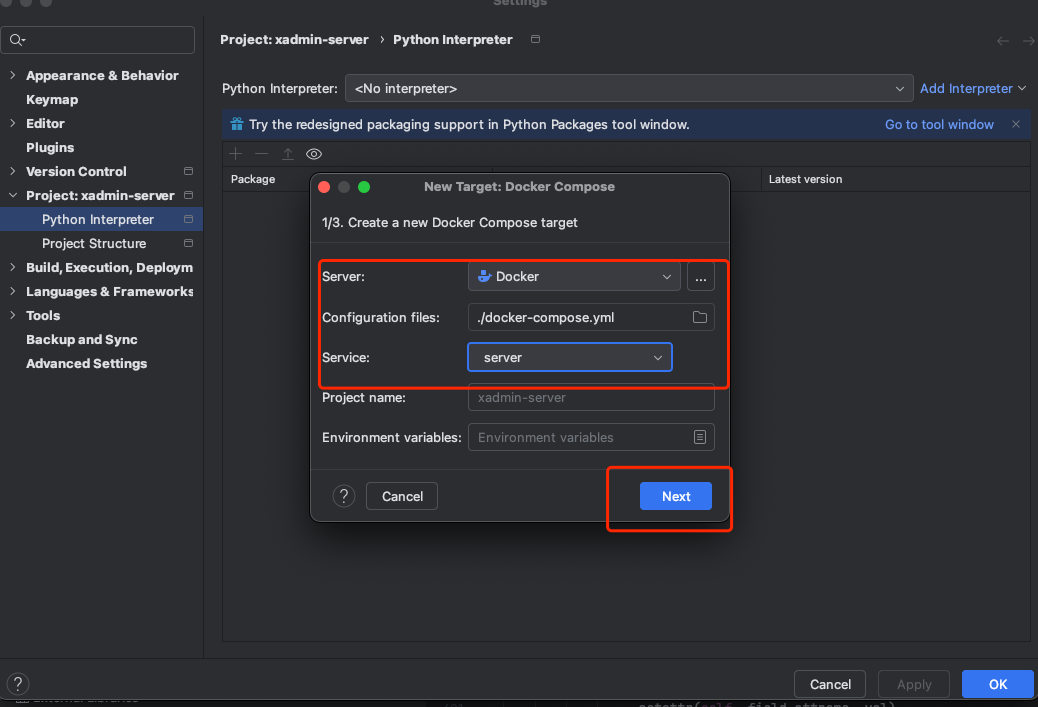 Settings
Project: xadmin-server › Python Interpreter
Appearance & Behavior
Keymap
Editor
Plugins
Version Control
Project: xadmin-server
Python Interpreter
Project Structure
Build, Execution, Deploym
Languages & Frameworks
Tools
Backup and Sync
Advanced Settings
Python Interpreter: <No interpreter> Add Interpreter
Try the redesigned packaging support in Python Packages tool window. Go to tool window
Package Latest version
New Target: Docker Compose
1/3. Create a new Docker Compose target
Server: Docker ...
Configuration files: ./docker-compose.yml
Service: server
Project name: xadmin-server
Environment variables: Environment variables
? Cancel Next
? Cancel Apply OK
External Libraries